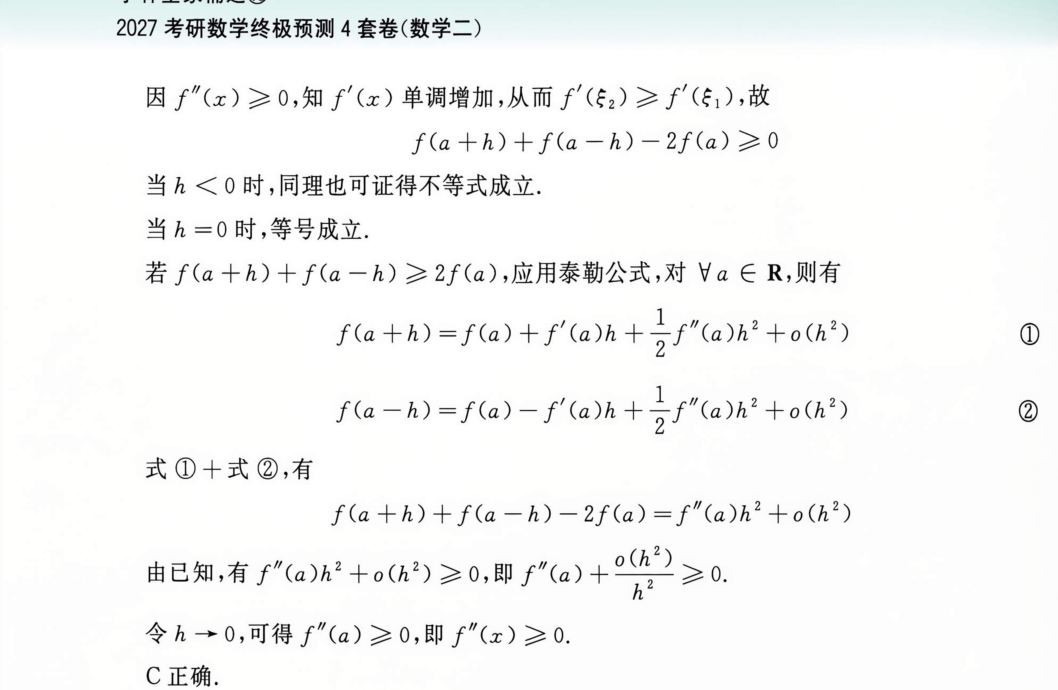 2027 考研数学终极预测 4 套卷(数学二)
因 f″(x)⩾0,知 f′(x) 单调增加,从而 f′(ξ₂)⩾f′(ξ₁),故
f(a+h)+f(a−h)−2f(a)⩾0
当 h<0 时,同理也可证得不等式成立.
当 h=0 时,等号成立.
若 f(a+h)+f(a−h)⩾2f(a),应用泰勒公式,对 ∀a∈R,则有
f(a+h)=f(a)+f′(a)h+\frac{1}{2}f″(a)h²+o(h²) ①
f(a−h)=f(a)−f′(a)h+\frac{1}{2}f″(a)h²+o(h²) ②
式 ①+式 ②,有
f(a+h)+f(a−h)−2f(a)=f″(a)h²+o(h²)
由已知,有 f″(a)h²+o(h²)⩾0,即 f″(a)+\frac{o(h²)}{h²}⩾0.
令 h→0,可得 f″(a)⩾0,即 f″(x)⩾0.
C 正确.